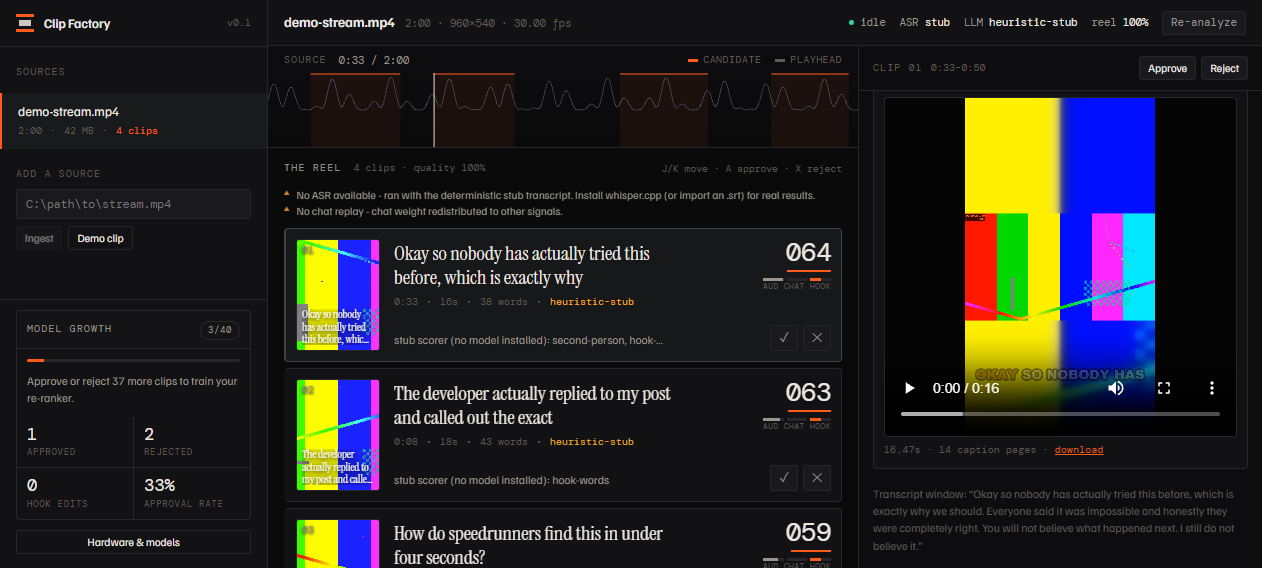 Clip Factory
v0.1
SOURCES
demo-stream.mp4
2:00 · 42 MB · 4 clips
ADD A SOURCE
C:\path\to\stream.mp4
Ingest
Demo clip
MODEL GROWTH
3/40
Approve or reject 37 more clips to train your
re-ranker.
1
APPROVED
2
REJECTED
0
HOOK EDITS
33%
APPROVAL RATE
Hardware & models
demo-stream.mp4 2:00 · 960×540 · 30.00 fps
idle ASR stub LLM heuristic-stub reel 100% Re-analyze
SOURCE 0:33 / 2:00
CANDIDATE
PLAYHEAD
THE REEL 4 clips · quality 100%
J/K move · A approve · X reject
No ASR available - ran with the deterministic stub transcript. Install whisper.cpp (or import an .srt) for real results.
No chat replay - chat weight redistributed to other signals.
01
Okay so nobody
has actually tried
this before, whic...
Okay so nobody has actually tried this
before, which is exactly why
0:33 · 16s · 38 words · heuristic-stub
stub scorer (no model installed): second-person, hook-...
064
AUD CHAT HOOK
02
The developer
actually replied to
my post and calle...
The developer actually replied to my post
and called out the exact
0:08 · 18s · 43 words · heuristic-stub
stub scorer (no model installed): hook-words
063
AUD CHAT HOOK
03
How do speedrunners find this in under
four seconds?
059
AUD CHAT HOOK
CLIP 01 0:33–0:50
Approve
Reject
OKAY SO NOBODY HAS
0:00 / 0:16
16.47s · 14 caption pages · download
Transcript window: “Okay so nobody has actually tried this before, which is
exactly why we should. Everyone said it was impossible and honestly they
were completely right. You will not believe what happened next. I still do not
believe it.”